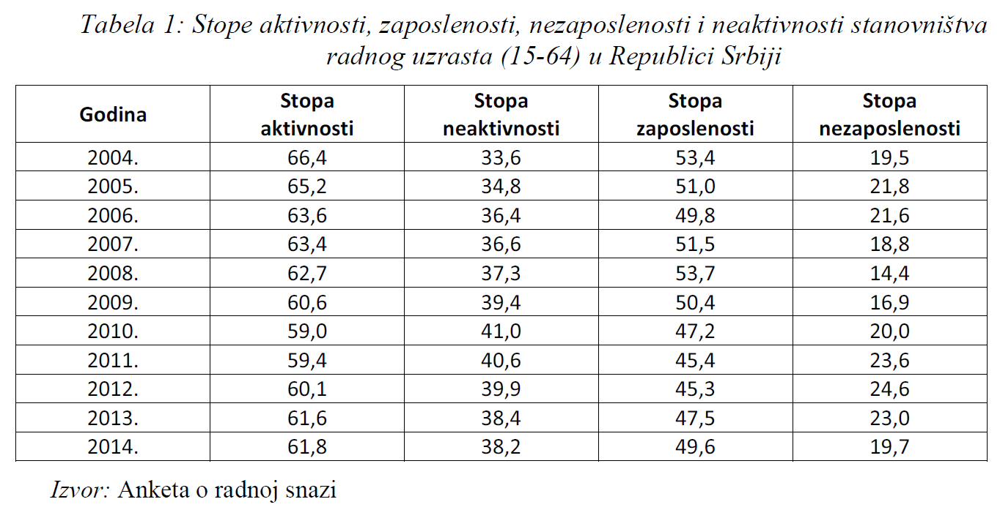 Tabela 1: Stope aktivnosti, zaposlenosti, nezaposlenosti i neaktivnosti stanovništva
radnog uzrasta (15-64) u Republici Srbiji
Godina Stopa aktivnosti Stopa neaktivnosti Stopa zaposlenosti Stopa nezaposlenosti
2004. 66,4 33,6 53,4 19,5
2005. 65,2 34,8 51,0 21,8
2006. 63,6 36,4 49,8 21,6
2007. 63,4 36,6 51,5 18,8
2008. 62,7 37,3 53,7 14,4
2009. 60,6 39,4 50,4 16,9
2010. 59,0 41,0 47,2 20,0
2011. 59,4 40,6 45,4 23,6
2012. 60,1 39,9 45,3 24,6
2013. 61,6 38,4 47,5 23,0
2014. 61,8 38,2 49,6 19,7
Izvor: Anketa o radnoj snazi